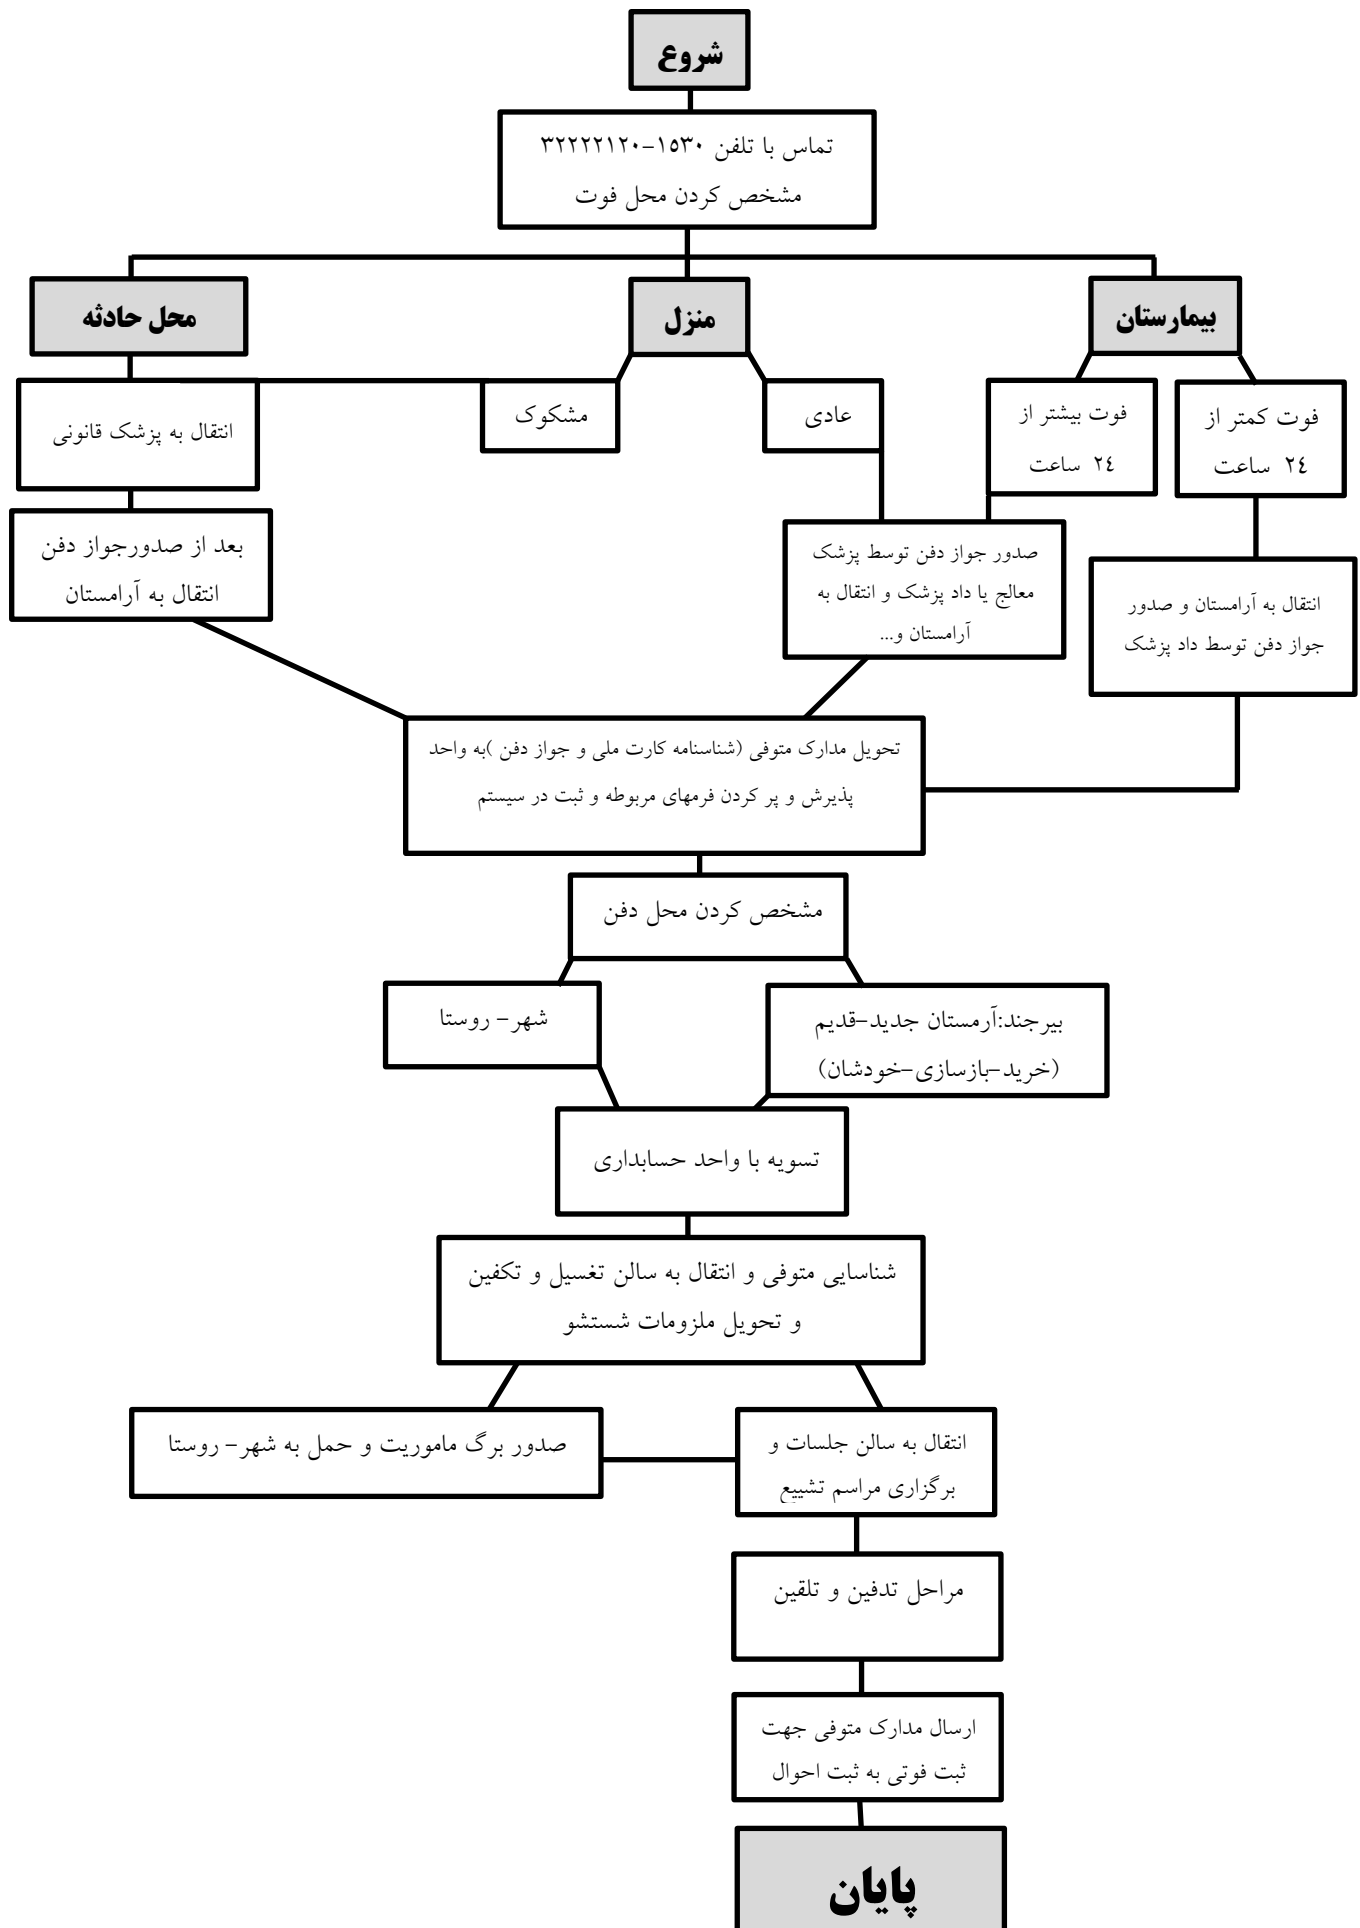 شروع
تماس با تلفن ۱۵۳۰-۳۲۲۲۲۱۲۰
مشخص کردن محل فوت
بیمارستان
منزل
محل حادثه
فوت کمتر از
۲٤ ساعت
فوت بیشتر از
۲٤ ساعت
عادی
مشکوک
انتقال به پزشک قانونی
بعد از صدورجواز دفن
انتقال به آرامستان
صدور جواز دفن توسط پزشک
معالج یا داد پزشک و انتقال به
آرامستان و...
انتقال به آرامستان و صدور
جواز دفن توسط داد پزشک
تحویل مدارک متوفی (شناسنامه کارت ملی و جواز دفن )به واحد
پذیرش و پر کردن فرمهای مربوطه و ثبت در سیستم
مشخص کردن محل دفن
بیرجند:آرمستان جدید-قدیم
(خرید-بازسازی-خودشان)
شهر- روستا
تسویه با واحد حسابداری
شناسایی متوفی و انتقال به سالن تغسیل و تکفین
و تحویل ملزومات شستشو
انتقال به سالن جلسات و
برگزاری مراسم تشییع
صدور برگ ماموریت و حمل به شهر- روستا
مراحل تدفین و تلقین
ارسال مدارک متوفی جهت
ثبت فوتی به ثبت احوال
پایان